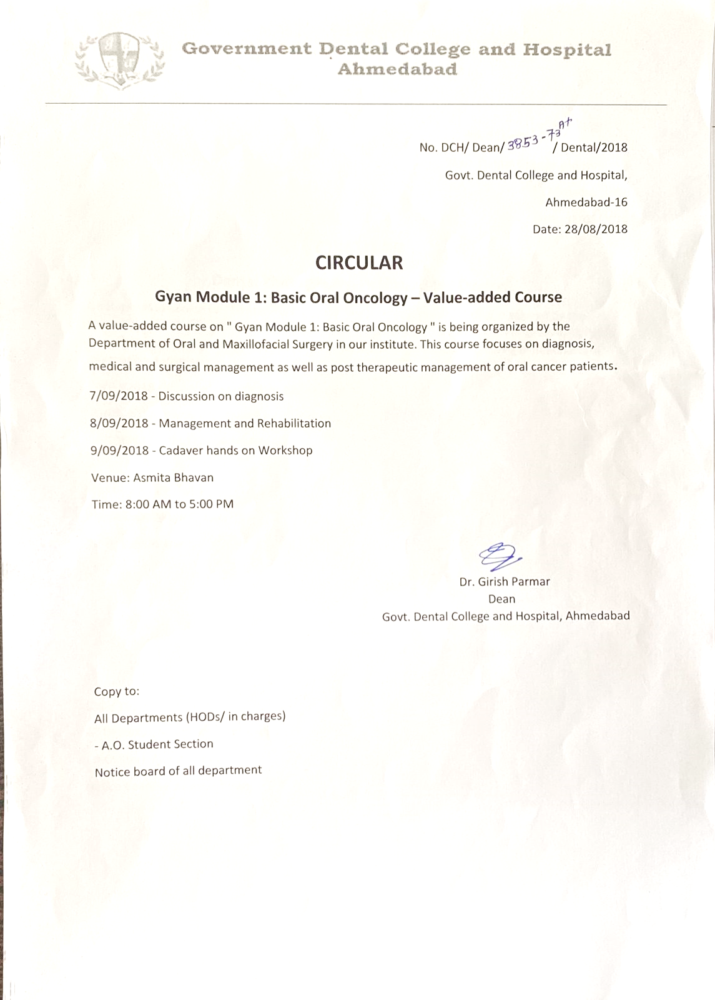 Government Dental College and Hospital
Ahmedabad
No. DCH/ Dean/ 3853-73 / Dental/2018
Govt. Dental College and Hospital,
Ahmedabad-16
Date: 28/08/2018
CIRCULAR
Gyan Module 1: Basic Oral Oncology – Value-added Course
A value-added course on " Gyan Module 1: Basic Oral Oncology " is being organized by the
Department of Oral and Maxillofacial Surgery in our institute. This course focuses on diagnosis,
medical and surgical management as well as post therapeutic management of oral cancer patients.
7/09/2018 - Discussion on diagnosis
8/09/2018 - Management and Rehabilitation
9/09/2018 - Cadaver hands on Workshop
Venue: Asmita Bhavan
Time: 8:00 AM to 5:00 PM
Dr. Girish Parmar
Dean
Govt. Dental College and Hospital, Ahmedabad
Copy to:
All Departments (HODs/ in charges)
- A.O. Student Section
Notice board of all department